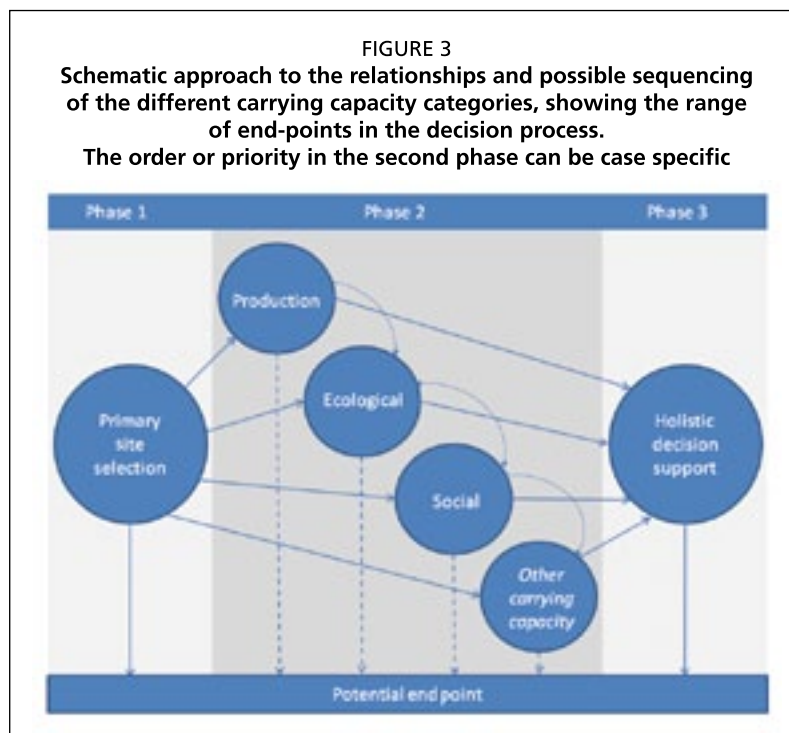 FIGURE 3
Schematic approach to the relationships and possible sequencing
of the different carrying capacity categories, showing the range
of end-points in the decision process.
The order or priority in the second phase can be case specific
Phase 1
Phase 2
Phase 3
Production
Ecological
Primary
site
selection
Holistic
decision
support
Social
Other
carrying
capacity
Potential end point